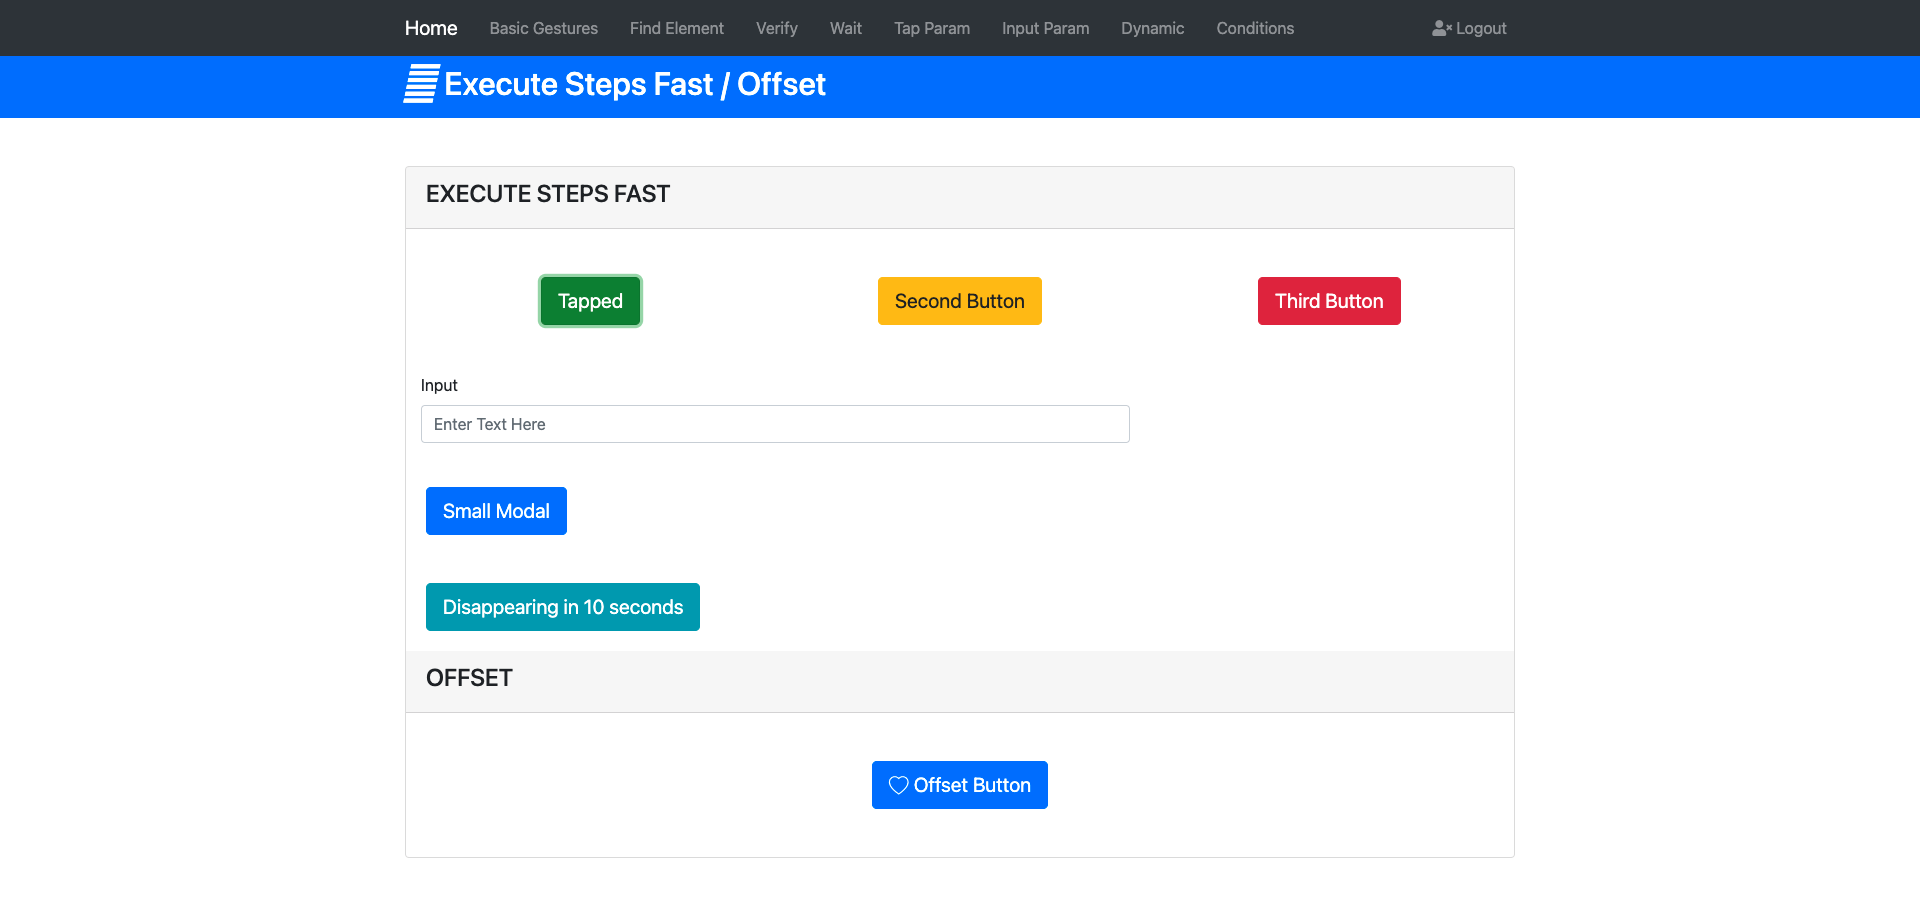 Home Basic Gestures Find Element Verify Wait Tap Param Input Param Dynamic Conditions Logout
Execute Steps Fast / Offset
EXECUTE STEPS FAST
Tapped Second Button Third Button
Input
Enter Text Here
Small Modal
Disappearing in 10 seconds
OFFSET
Offset Button